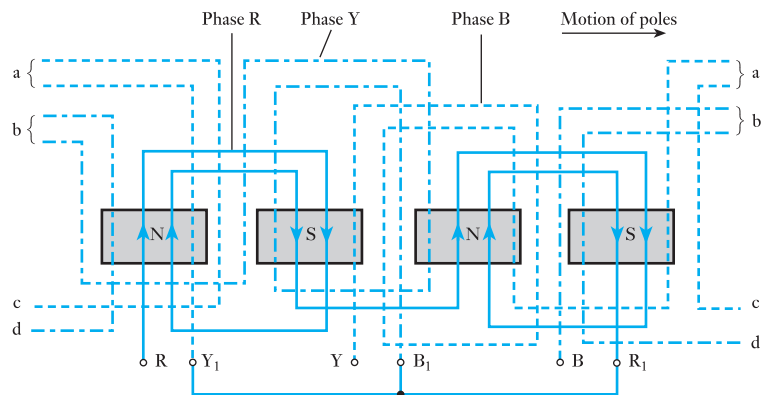 Phase R Phase Y Phase B Motion of poles
a a
b b
N S N S
c c
d d
R Y₁ Y B₁ B R₁